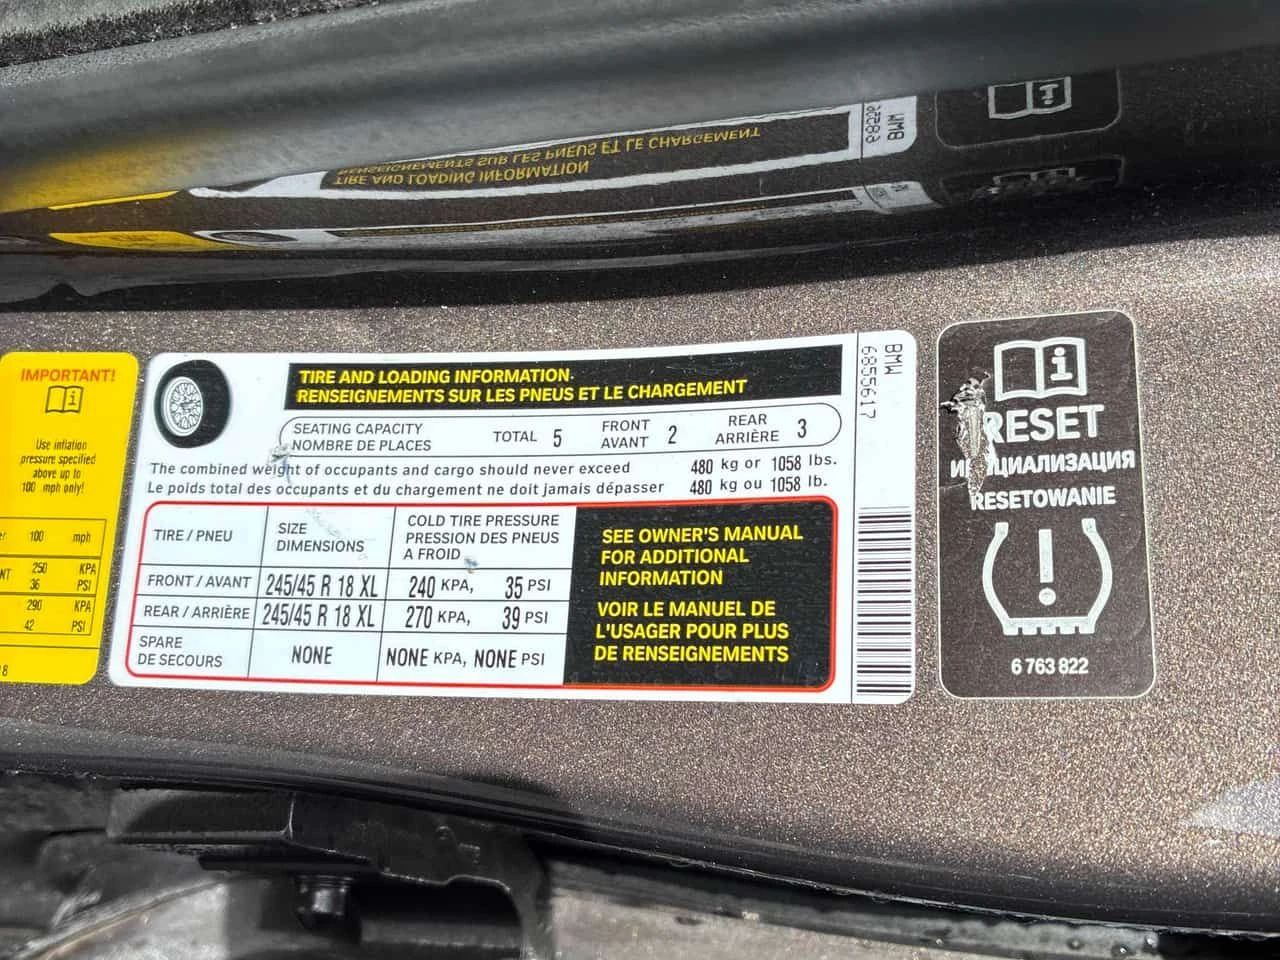 IMPORTANT!
Use inflation
pressure specified
above up to
100 mph only!
100 mph
250 KPA
36 PSI
290 KPA
42 PSI
TIRE AND LOADING INFORMATION
RENSEIGNEMENTS SUR LES PNEUS ET LE CHARGEMENT
SEATING CAPACITY
NOMBRE DE PLACES
TOTAL 5
FRONT
AVANT 2
REAR
ARRIÈRE 3
The combined weight of occupants and cargo should never exceed 480 kg or 1058 lbs.
Le poids total des occupants et du chargement ne doit jamais dépasser 480 kg ou 1058 lb.
TIRE / PNEU
SIZE
DIMENSIONS
COLD TIRE PRESSURE
PRESSION DES PNEUS
A FROID
FRONT / AVANT 245/45 R 18 XL 240 KPA, 35 PSI
REAR / ARRIÈRE 245/45 R 18 XL 270 KPA, 39 PSI
SPARE
DE SECOURS
NONE NONE KPA, NONE PSI
SEE OWNER'S MANUAL
FOR ADDITIONAL
INFORMATION
VOIR LE MANUEL DE
L'USAGER POUR PLUS
DE RENSEIGNEMENTS
BMW
6855617
RESET
RESETOWANIE
6 763 822